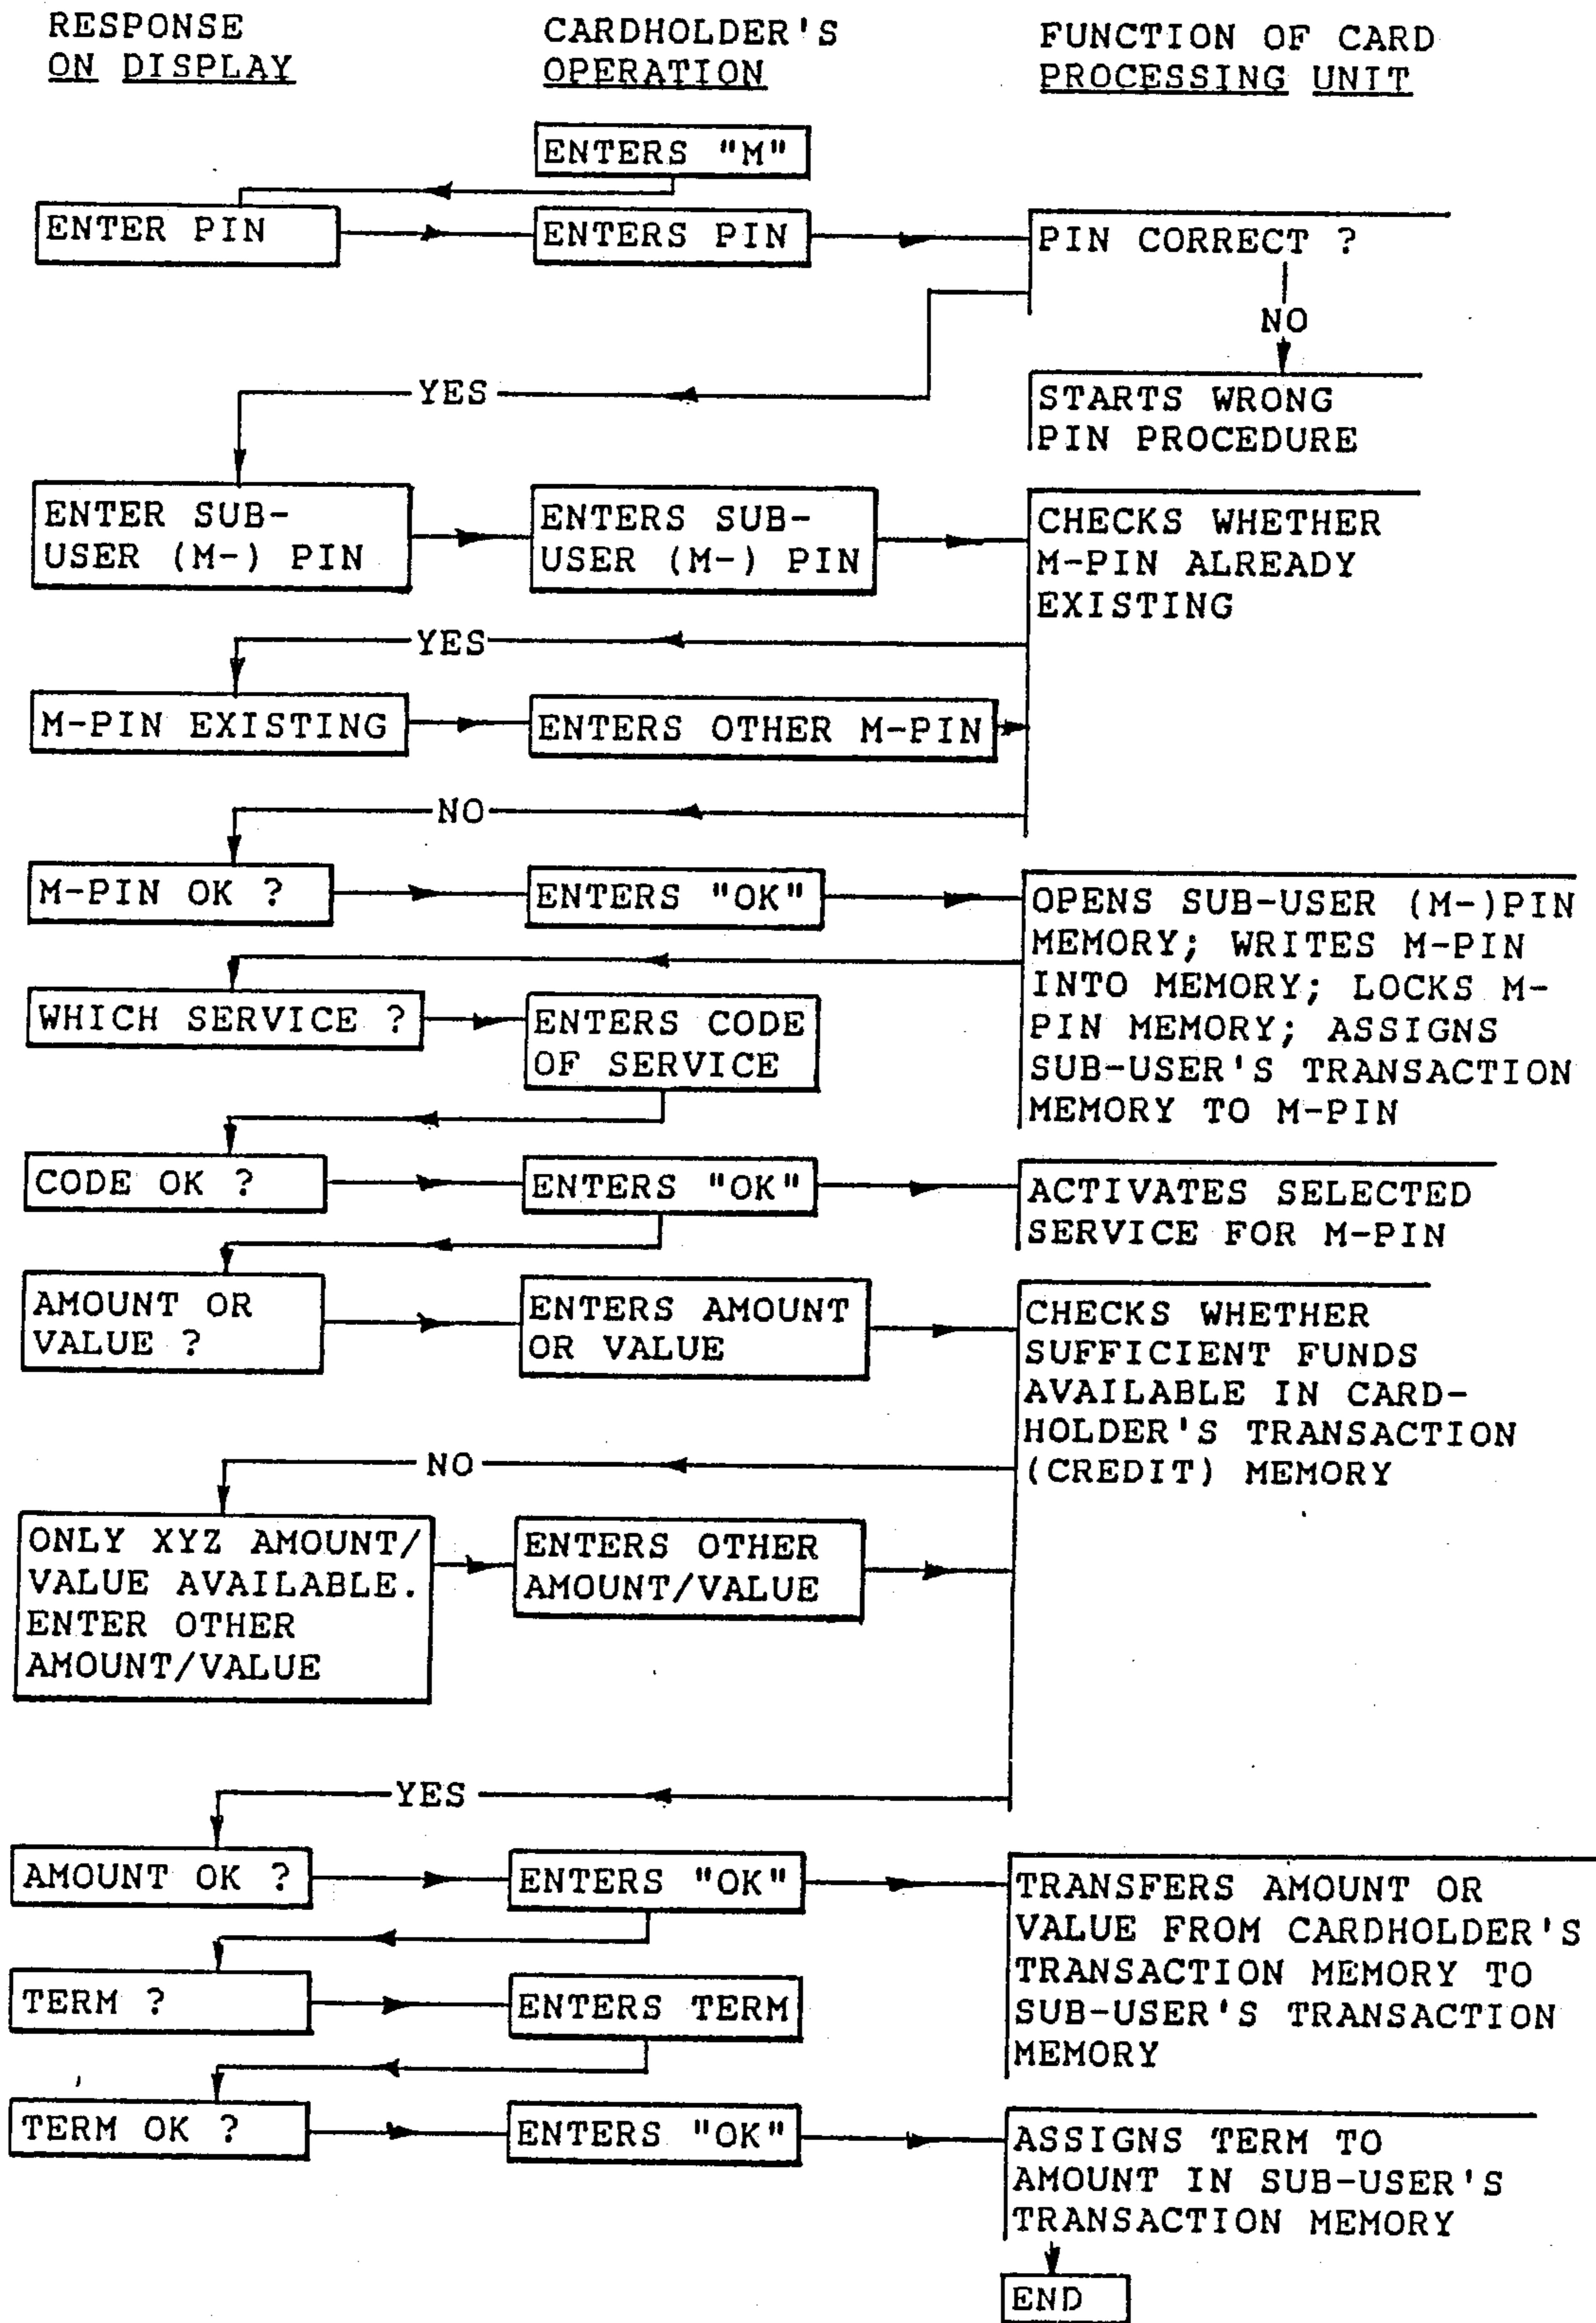 RESPONSE
ON DISPLAY
CARDHOLDER'S
OPERATION
FUNCTION OF CARD
PROCESSING UNIT
ENTERS "M"
ENTER PIN
ENTERS PIN
PIN CORRECT ?
NO
YES
STARTS WRONG
PIN PROCEDURE
ENTER SUB-
USER (M-) PIN
ENTERS SUB-
USER (M-) PIN
CHECKS WHETHER
M-PIN ALREADY
EXISTING
YES
M-PIN EXISTING
ENTERS OTHER M-PIN
NO
M-PIN OK ?
ENTERS "OK"
OPENS SUB-USER (M-)PIN
MEMORY; WRITES M-PIN
INTO MEMORY; LOCKS M-
PIN MEMORY; ASSIGNS
SUB-USER'S TRANSACTION
MEMORY TO M-PIN
WHICH SERVICE ?
ENTERS CODE
OF SERVICE
CODE OK ?
ENTERS "OK"
ACTIVATES SELECTED
SERVICE FOR M-PIN
AMOUNT OR
VALUE ?
ENTERS AMOUNT
OR VALUE
CHECKS WHETHER
SUFFICIENT FUNDS
AVAILABLE IN CARD-
HOLDER'S TRANSACTION
(CREDIT) MEMORY
NO
ONLY XYZ AMOUNT/
VALUE AVAILABLE.
ENTER OTHER
AMOUNT/VALUE
ENTERS OTHER
AMOUNT/VALUE
YES
AMOUNT OK ?
ENTERS "OK"
TRANSFERS AMOUNT OR
VALUE FROM CARDHOLDER'S
TRANSACTION MEMORY TO
SUB-USER'S TRANSACTION
MEMORY
TERM ?
ENTERS TERM
TERM OK ?
ENTERS "OK"
ASSIGNS TERM TO
AMOUNT IN SUB-USER'S
TRANSACTION MEMORY
END